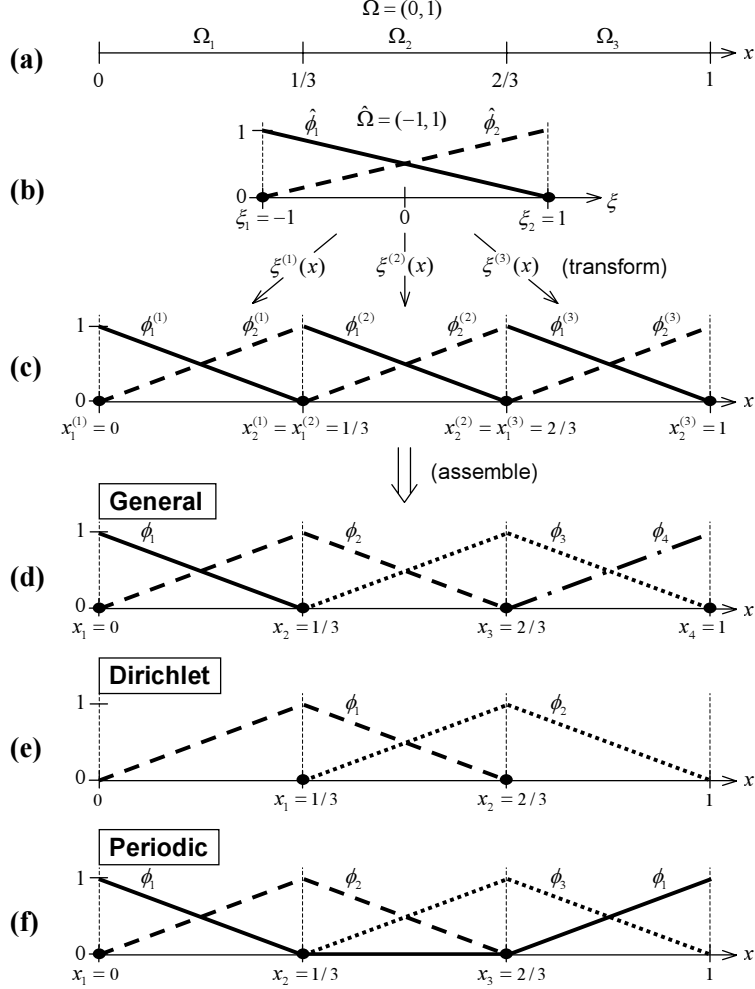 Ω = (0, 1)
(a) Ω₁ Ω₂ Ω₃ x
0 1/3 2/3 1
1 ϕ̂₁ Ω̂ = (−1, 1) ϕ̂₂
(b)
0 ξ
ξ₁ = −1 0 ξ₂ = 1
ξ⁽¹⁾(x) ξ⁽²⁾(x) ξ⁽³⁾(x) (transform)
1 ϕ₁⁽¹⁾ ϕ₂⁽¹⁾ ϕ₁⁽²⁾ ϕ₂⁽²⁾ ϕ₁⁽³⁾ ϕ₂⁽³⁾
(c)
0 x
x₁⁽¹⁾ = 0 x₂⁽¹⁾ = x₁⁽²⁾ = 1/3 x₂⁽²⁾ = x₁⁽³⁾ = 2/3 x₂⁽³⁾ = 1
(assemble)
General
1 ϕ₁ ϕ₂ ϕ₃ ϕ₄
(d)
0 x
x₁ = 0 x₂ = 1/3 x₃ = 2/3 x₄ = 1
Dirichlet
1 ϕ₁ ϕ₂
(e)
0 x
0 x₁ = 1/3 x₂ = 2/3 1
Periodic
1 ϕ₁ ϕ₂ ϕ₃ ϕ₁
(f)
0 x
x₁ = 0 x₂ = 1/3 x₃ = 2/3 1